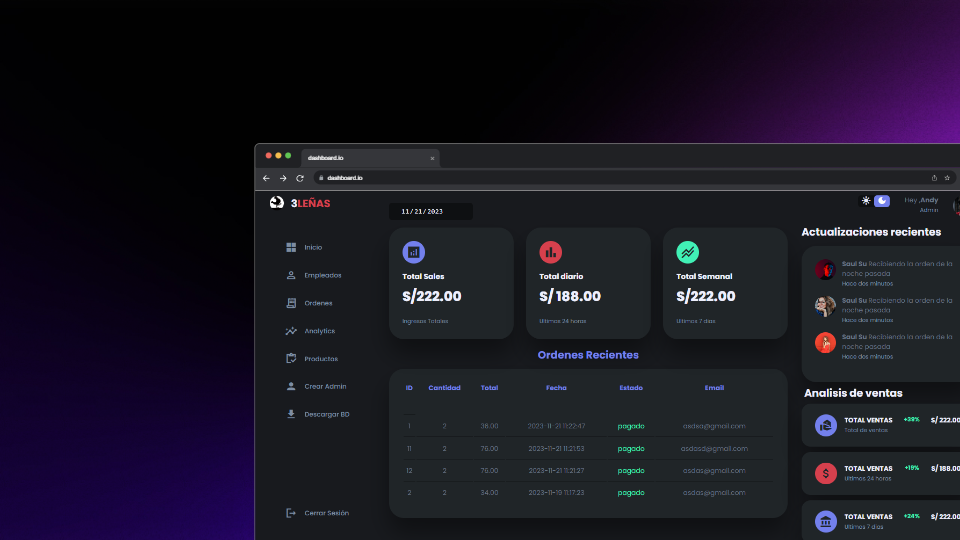 dashboard.io
dashboard.io
3LEÑAS
11/21/2023
Hey ,Andy
Admin
Inicio
Empleados
Ordenes
Analytics
Productos
Crear Admin
Descargar BD
Cerrar Sesión
Total Sales
S/222.00
Ingresos Totales
Total diario
S/ 188.00
Ultimos 24 horas
Total Semanal
S/222.00
Ultimos 7 dias
Ordenes Recientes
ID Cantidad Total Fecha Estado Email
1 2 38.00 2023-11-21 11:22:47 pagado asdsa@gmail.com
11 2 76.00 2023-11-21 11:21:53 pagado asdasd@gmail.com
12 2 76.00 2023-11-21 11:21:27 pagado asdas@gmail.com
2 2 34.00 2023-11-19 11:17:23 pagado asdas@gmail.com
Actualizaciones recientes
Saul Su Recibiendo la orden de la
noche pasada
Hace dos minutos
Saul Su Recibiendo la orden de la
noche pasada
Hace dos minutos
Saul Su Recibiendo la orden de la
noche pasada
Hace dos minutos
Analisis de ventas
TOTAL VENTAS +39% S/ 222.00
Total de ventas
TOTAL VENTAS +19% S/ 188.00
Ultimas 24 horas
TOTAL VENTAS +24% S/ 222.00
Ultimos 7 dias